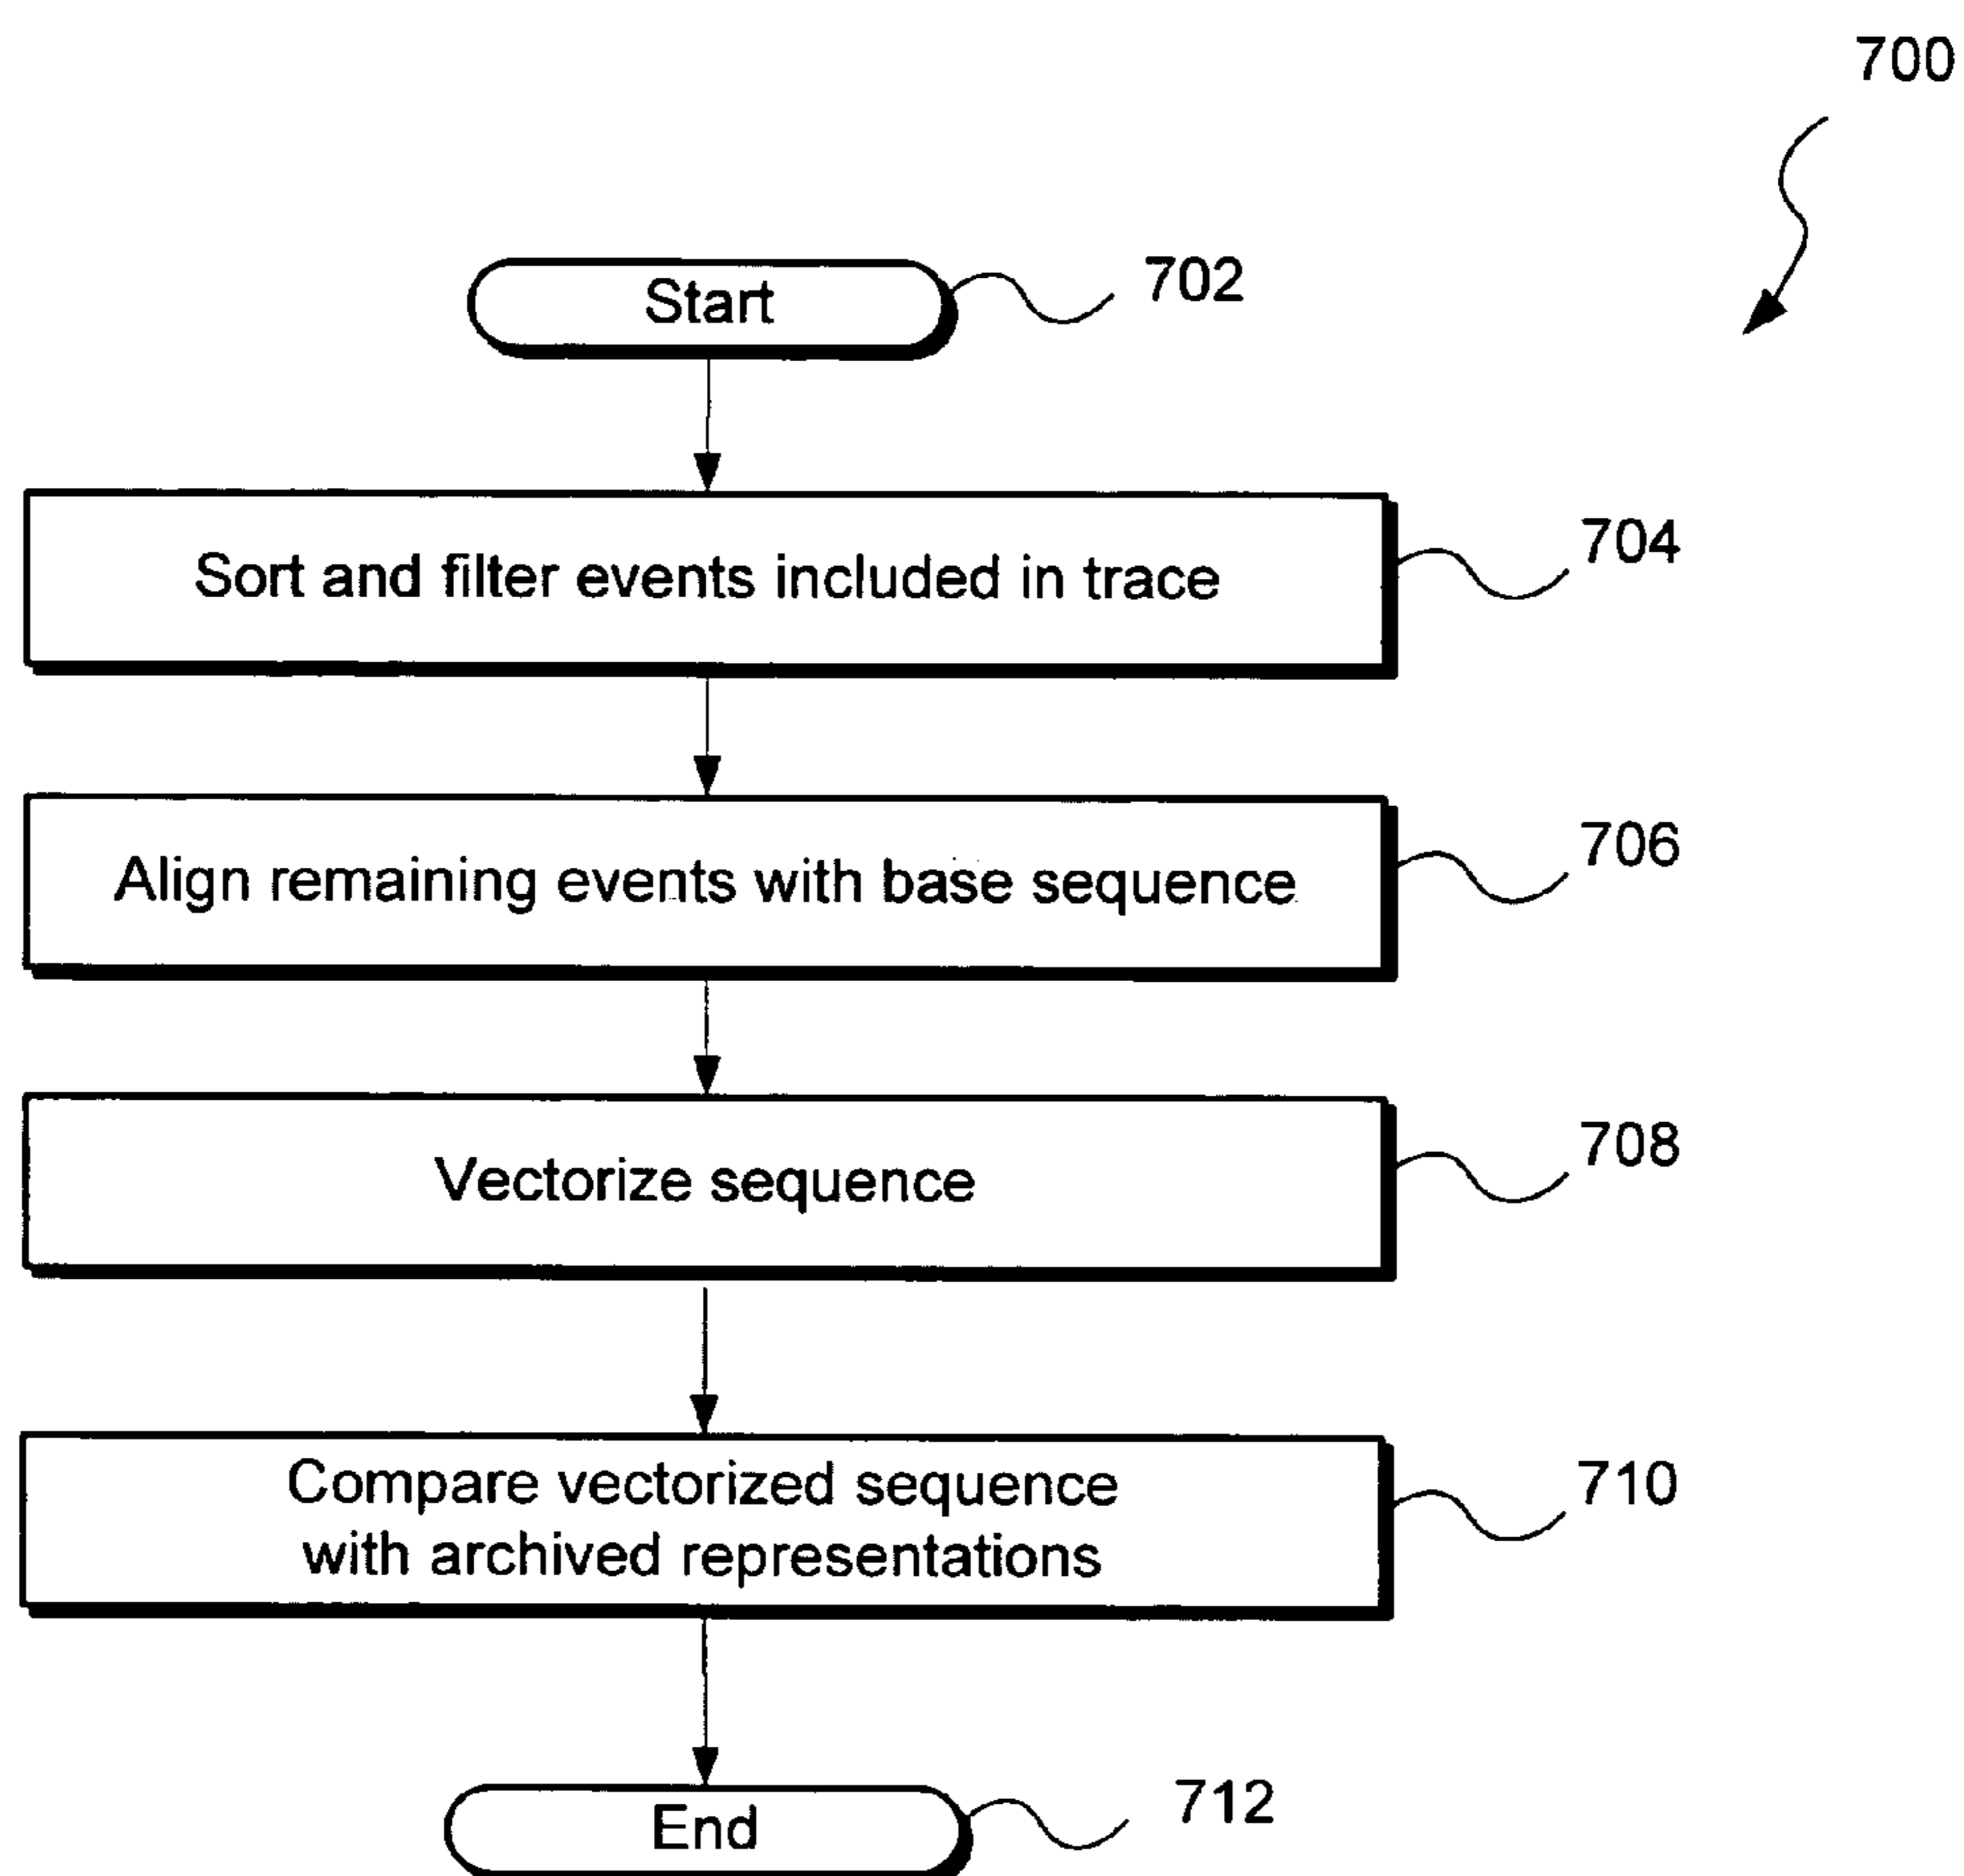 700
Start
702
Sort and filter events included in trace
704
Align remaining events with base sequence
706
Vectorize sequence
708
Compare vectorized sequence
with archived representations
710
End
712